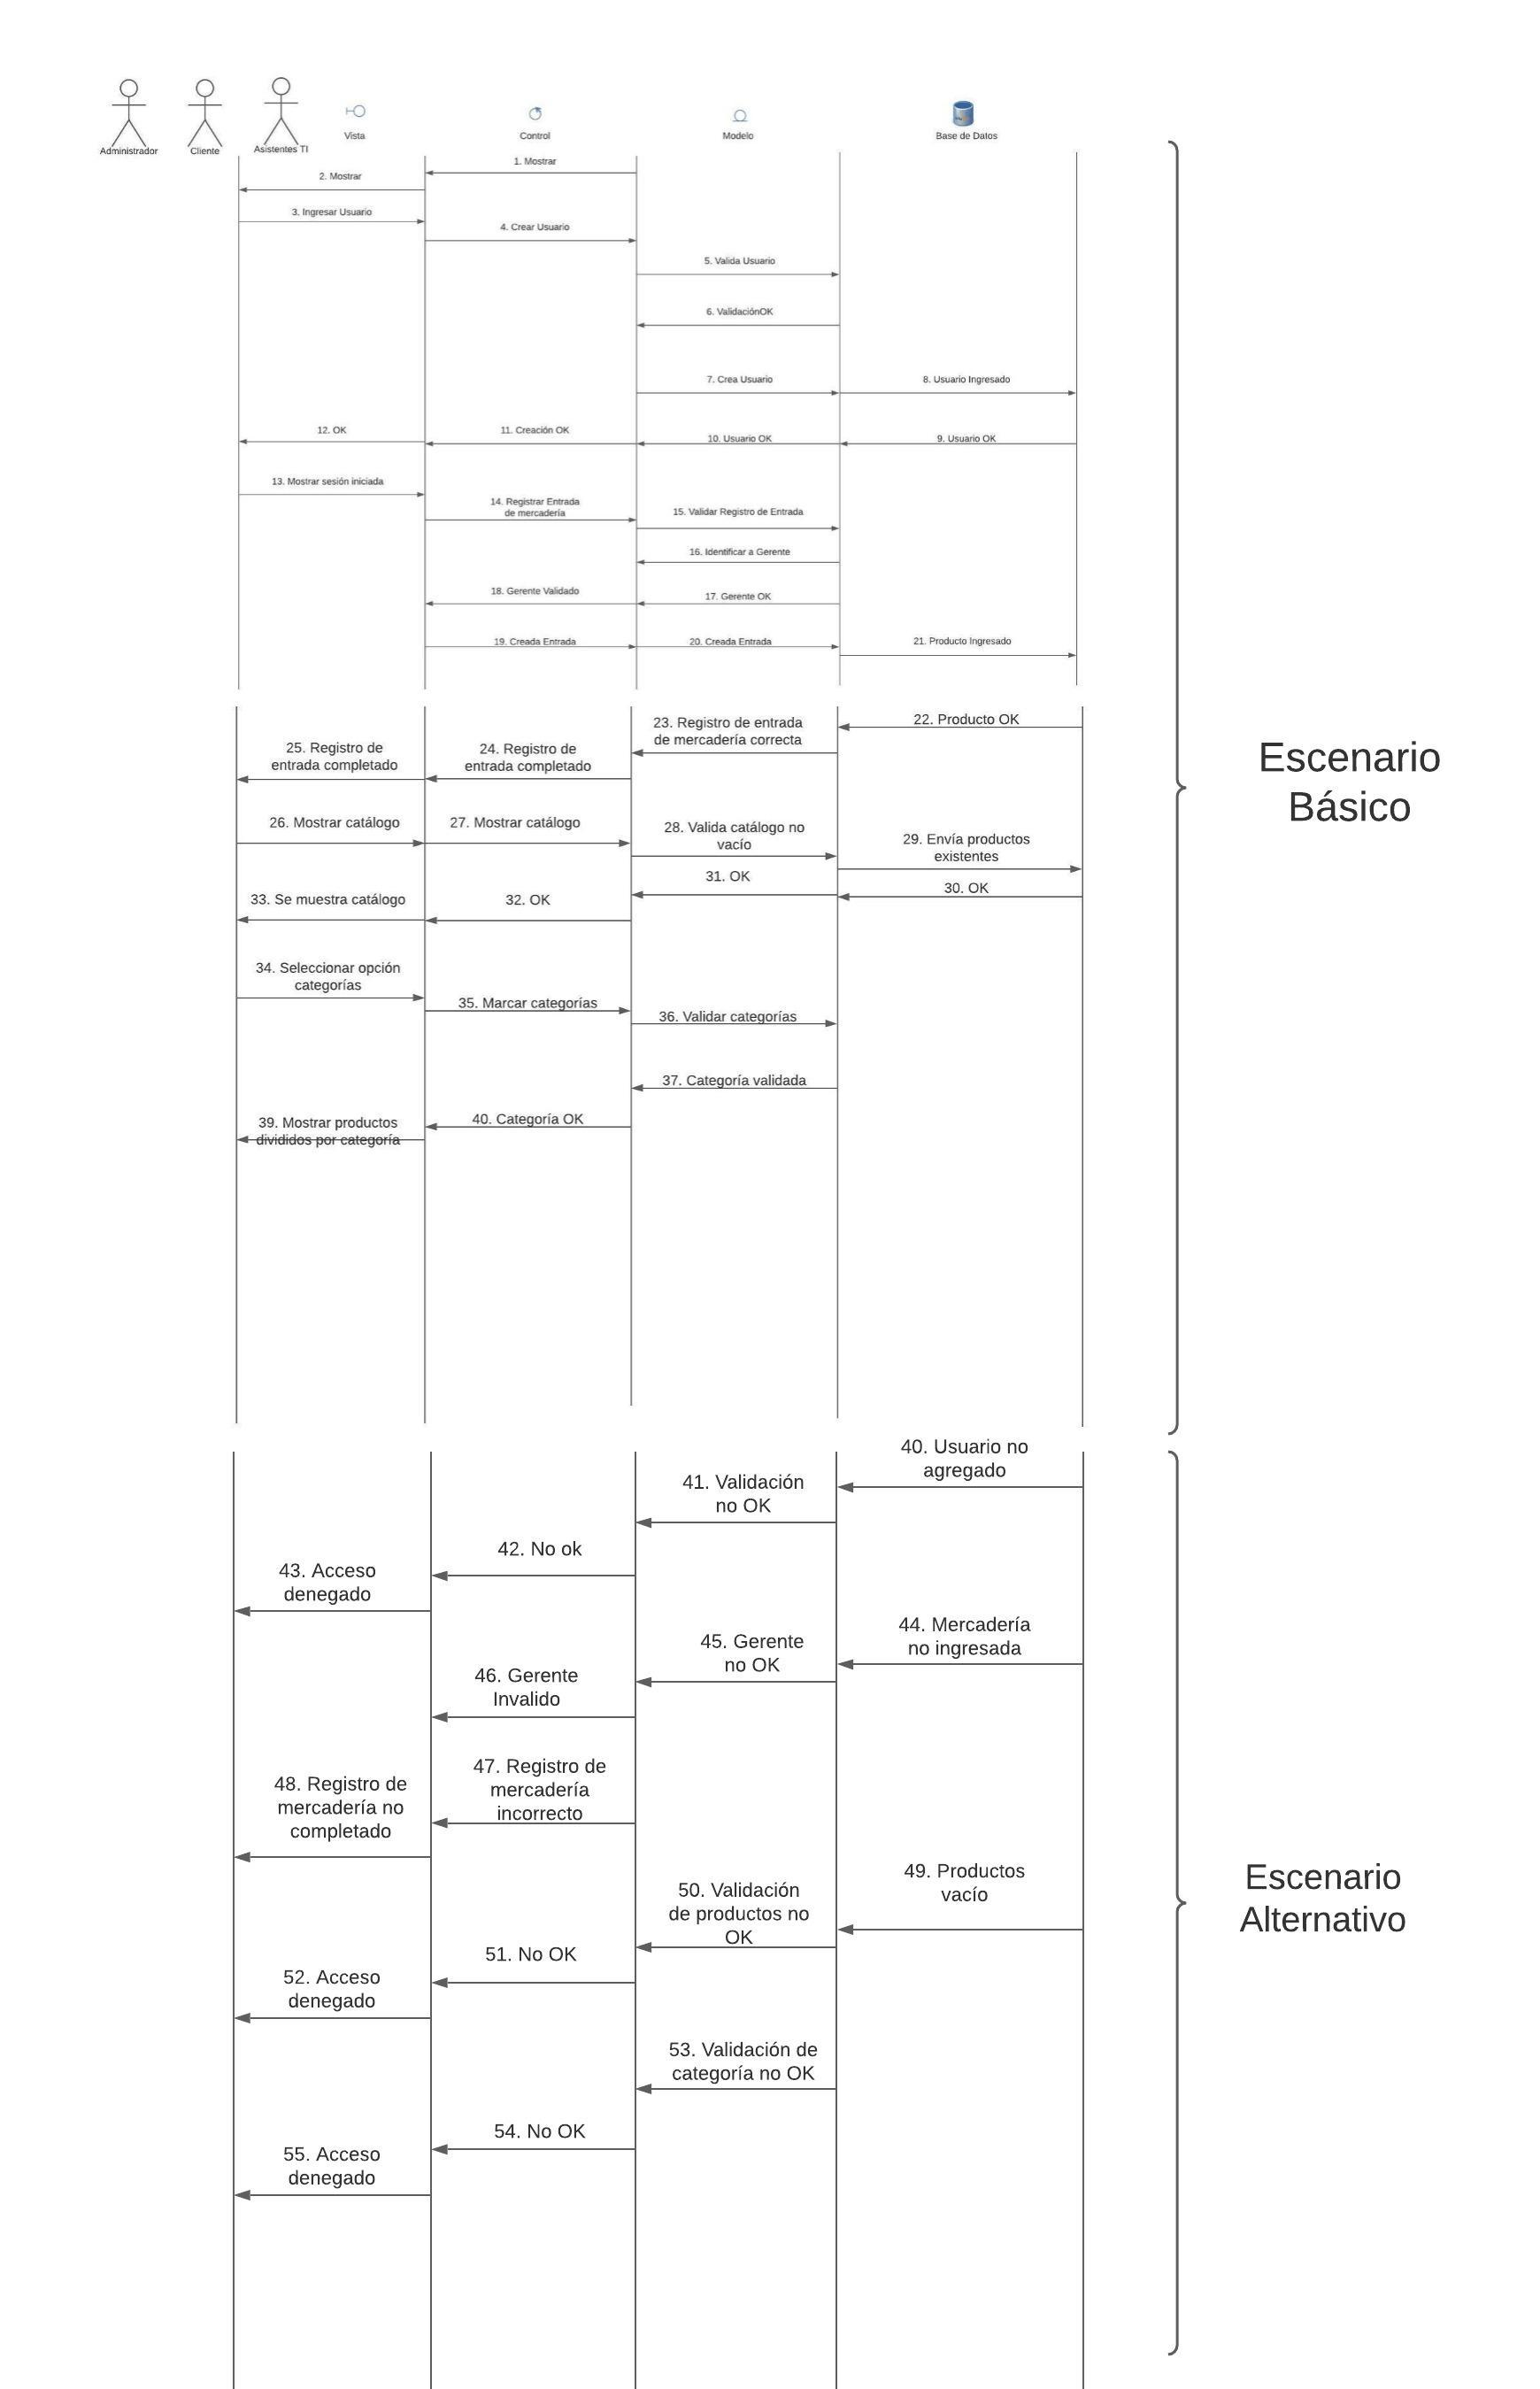 Administrador
Cliente
Asistentes TI
Vista
Control
Modelo
Base de Datos
1. Mostrar
2. Mostrar
3. Ingresar Usuario
4. Crear Usuario
5. Valida Usuario
6. ValidaciónOK
7. Crea Usuario
8. Usuario Ingresado
12. OK
11. Creación OK
10. Usuario OK
9. Usuario OK
13. Mostrar sesión iniciada
14. Registrar Entrada
de mercadería
15. Validar Registro de Entrada
16. Identificar a Gerente
18. Gerente Validado
17. Gerente OK
19. Creada Entrada
20. Creada Entrada
21. Producto Ingresado
22. Producto OK
23. Registro de entrada
de mercadería correcta
25. Registro de
entrada completado
24. Registro de
entrada completado
Escenario
Básico
26. Mostrar catálogo
27. Mostrar catálogo
28. Valida catálogo no
vacío
29. Envía productos
existentes
31. OK
30. OK
33. Se muestra catálogo
32. OK
34. Seleccionar opción
categorías
35. Marcar categorías
36. Validar categorías
37. Categoría validada
39. Mostrar productos
divididos por categoría
40. Categoría OK
40. Usuario no
agregado
41. Validación
no OK
42. No ok
43. Acceso
denegado
44. Mercadería
no ingresada
45. Gerente
no OK
46. Gerente
Invalido
47. Registro de
mercadería
incorrecto
48. Registro de
mercadería no
completado
49. Productos
vacío
Escenario
Alternativo
50. Validación
de productos no
OK
51. No OK
52. Acceso
denegado
53. Validación de
categoría no OK
54. No OK
55. Acceso
denegado